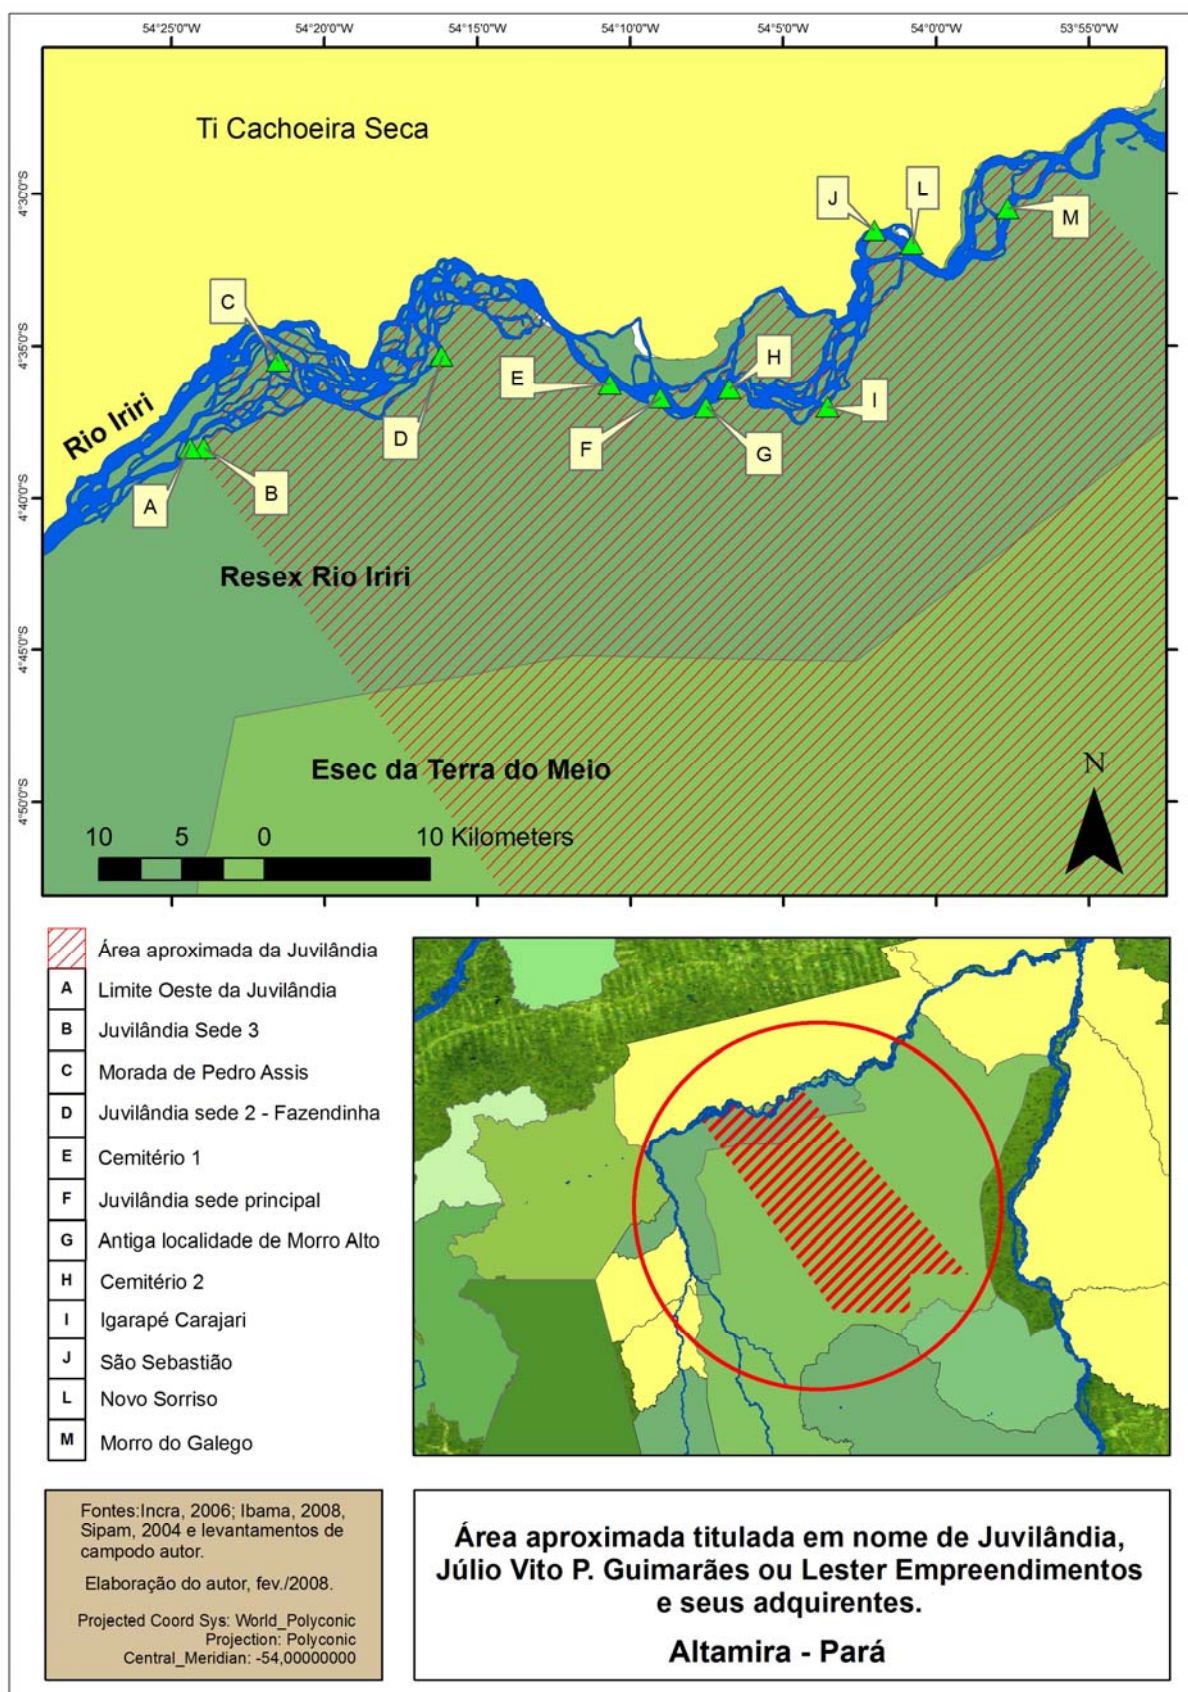 54°25'0"W 54°20'0"W 54°15'0"W 54°10'0"W 54°5'0"W 54°0'0"W 53°55'0"W
Ti Cachoeira Seca
4°30'0"S
4°35'0"S
4°40'0"S
4°45'0"S
4°50'0"S
J
L
M
C
H
E
I
Rio Iriri
D
F
G
B
A
Resex Rio Iriri
Esec da Terra do Meio
N
10 5 0 10 Kilometers
Área aproximada da Juvilândia
A Limite Oeste da Juvilândia
B Juvilândia Sede 3
C Morada de Pedro Assis
D Juvilândia sede 2 - Fazendinha
E Cemitério 1
F Juvilândia sede principal
G Antiga localidade de Morro Alto
H Cemitério 2
I Igarapé Carajari
J São Sebastião
L Novo Sorriso
M Morro do Galego
Fontes:Incra, 2006; Ibama, 2008,
Sipam, 2004 e levantamentos de
campodo autor.
Elaboração do autor, fev./2008.
Projected Coord Sys: World_Polyconic
Projection: Polyconic
Central_Meridian: -54,00000000
Área aproximada titulada em nome de Juvilândia,
Júlio Vito P. Guimarães ou Lester Empreendimentos
e seus adquirentes.
Altamira - Pará